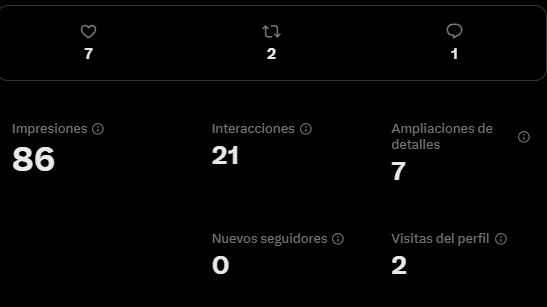 7
2
1
Impresiones
Interacciones
Ampliaciones de
detalles
86
21
7
Nuevos seguidores
Visitas del perfil
0
2